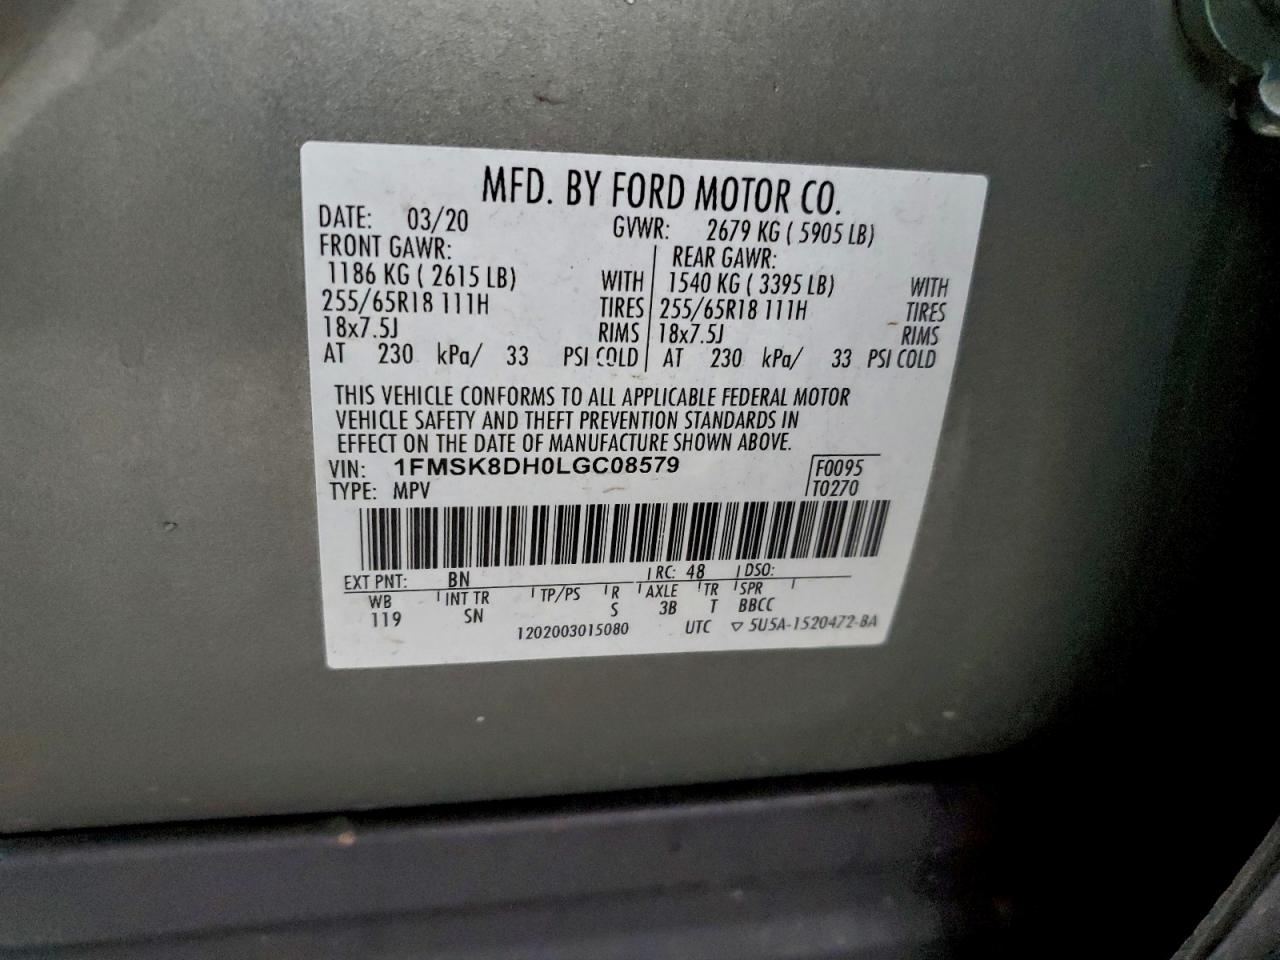 MFD. BY FORD MOTOR CO.
DATE: 03/20 GVWR: 2679 KG ( 5905 LB)
FRONT GAWR: REAR GAWR:
1186 KG ( 2615 LB) WITH 1540 KG ( 3395 LB) WITH
255/65R18 111H TIRES 255/65R18 111H TIRES
18x7.5J RIMS 18x7.5J RIMS
AT 230 kPa/ 33 PSI COLD AT 230 kPa/ 33 PSI COLD
THIS VEHICLE CONFORMS TO ALL APPLICABLE FEDERAL MOTOR
VEHICLE SAFETY AND THEFT PREVENTION STANDARDS IN
EFFECT ON THE DATE OF MANUFACTURE SHOWN ABOVE.
VIN: 1FMSK8DH0LGC08579 F0095
TYPE: MPV T0270
EXT PNT: BN RC: 48 DSO:
WB INT TR TP/PS R AXLE TR SPR
119 SN S 3B T BBCC
1202003015080 UTC ▽ 5U5A-1520472-BA